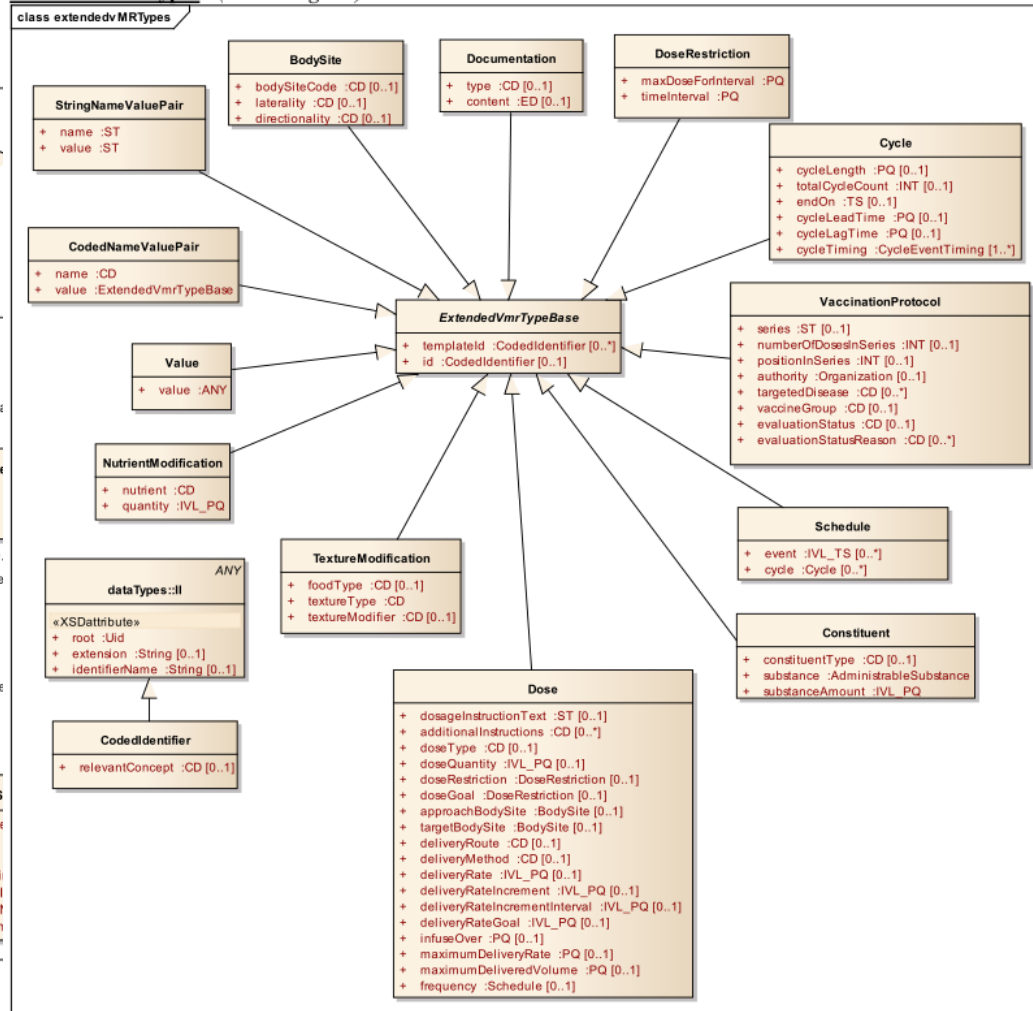 class extendedvMRTypes
BodySite
+ bodySiteCode :CD [0..1]
+ laterality :CD [0..1]
+ directionality :CD [0..1]
Documentation
+ type :CD [0..1]
+ content :ED [0..1]
DoseRestriction
+ maxDoseForInterval :PQ
+ timeInterval :PQ
StringNameValuePair
+ name :ST
+ value :ST
Cycle
+ cycleLength :PQ [0..1]
+ totalCycleCount :INT [0..1]
+ endOn :TS [0..1]
+ cycleLeadTime :PQ [0..1]
+ cycleLagTime :PQ [0..1]
+ cycleTiming :CycleEventTiming [1..*]
CodedNameValuePair
+ name :CD
+ value :ExtendedVmrTypeBase
ExtendedVmrTypeBase
+ templateId :CodedIdentifier [0..*]
+ id :CodedIdentifier [0..1]
VaccinationProtocol
+ series :ST [0..1]
+ numberOfDosesInSeries :INT [0..1]
+ positionInSeries :INT [0..1]
+ authority :Organization [0..1]
+ targetedDisease :CD [0..*]
+ vaccineGroup :CD [0..1]
+ evaluationStatus :CD [0..1]
+ evaluationStatusReason :CD [0..*]
Value
+ value :ANY
NutrientModification
+ nutrient :CD
+ quantity :IVL_PQ
Schedule
+ event :IVL_TS [0..*]
+ cycle :Cycle [0..*]
TextureModification
+ foodType :CD [0..1]
+ textureType :CD
+ textureModifier :CD [0..1]
ANY
dataTypes::II
«XSDattribute»
+ root :Uid
+ extension :String [0..1]
+ identifierName :String [0..1]
Constituent
+ constituentType :CD [0..1]
+ substance :AdministrableSubstance
+ substanceAmount :IVL_PQ
CodedIdentifier
+ relevantConcept :CD [0..1]
Dose
+ dosageInstructionText :ST [0..1]
+ additionalInstructions :CD [0..*]
+ doseType :CD [0..1]
+ doseQuantity :IVL_PQ [0..1]
+ doseRestriction :DoseRestriction [0..1]
+ doseGoal :DoseRestriction [0..1]
+ approachBodySite :BodySite [0..1]
+ targetBodySite :BodySite [0..1]
+ deliveryRoute :CD [0..1]
+ deliveryMethod :CD [0..1]
+ deliveryRate :IVL_PQ [0..1]
+ deliveryRateIncrement :IVL_PQ [0..1]
+ deliveryRateIncrementInterval :IVL_PQ [0..1]
+ deliveryRateGoal :IVL_PQ [0..1]
+ infuseOver :PQ [0..1]
+ maximumDeliveryRate :PQ [0..1]
+ maximumDeliveredVolume :PQ [0..1]
+ frequency :Schedule [0..1]